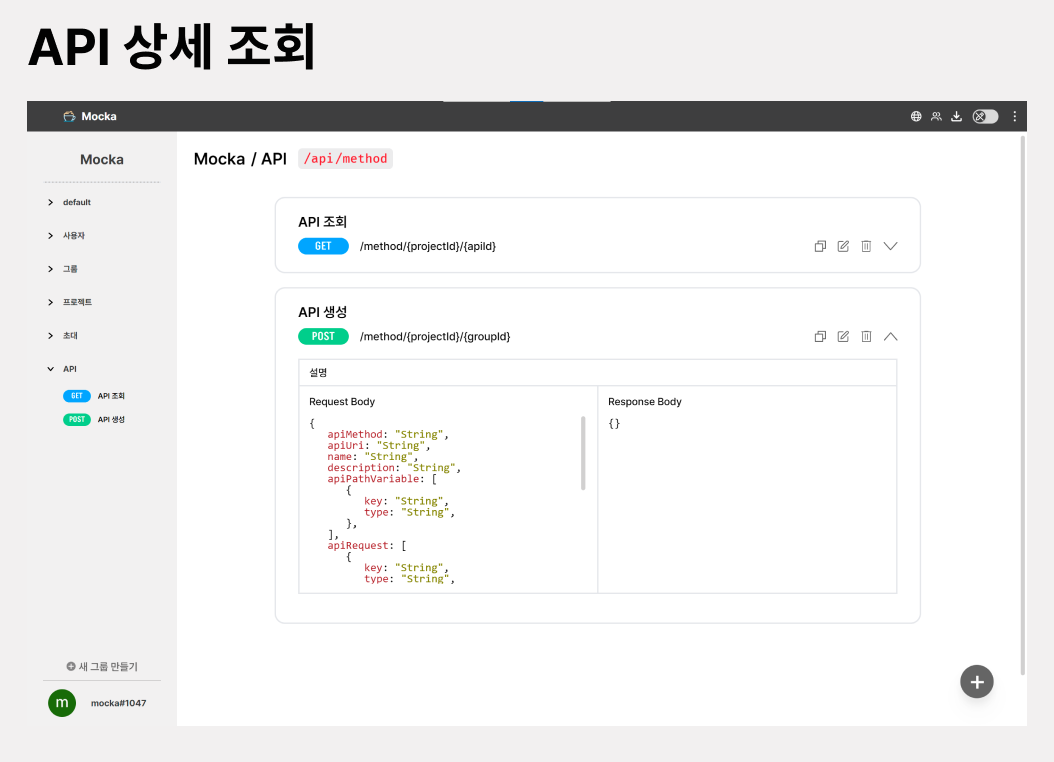 API 상세 조회
Mocka
Mocka
default
사용자
그룹
프로젝트
초대
API
GET API 조회
POST API 생성
새 그룹 만들기
m mocka#1047
Mocka / API /api/method
API 조회
GET /method/{projectId}/{apiId}
API 생성
POST /method/{projectId}/{groupId}
설명
Request Body
{
apiMethod: "String",
apiUri: "String",
name: "String",
description: "String",
apiPathVariable: [
{
key: "String",
type: "String",
},
],
apiRequest: [
{
key: "String",
type: "String",
Response Body
{}